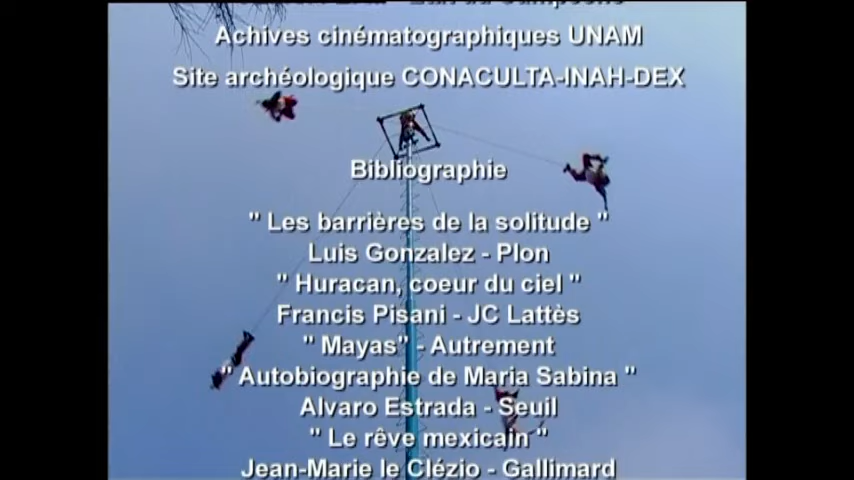 Achives cinématographiques UNAM
Site archéologique CONACULTA-INAH-DEX
Bibliographie
" Les barrières de la solitude "
Luis Gonzalez - Plon
" Huracan, coeur du ciel "
Francis Pisani - JC Lattès
" Mayas" - Autrement
" Autobiographie de Maria Sabina "
Alvaro Estrada - Seuil
" Le rêve mexicain "
Jean-Marie le Clézio - Gallimard